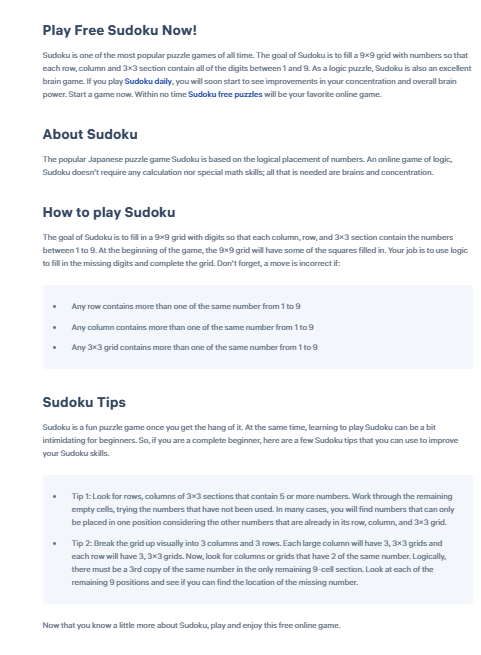 Play Free Sudoku Now!
Sudoku is one of the most popular puzzle games of all time. The goal of Sudoku is to fill a 9×9 grid with numbers so that
each row, column and 3×3 section contain all of the digits between 1 and 9. As a logic puzzle, Sudoku is also an excellent
brain game. If you play Sudoku daily, you will soon start to see improvements in your concentration and overall brain
power. Start a game now. Within no time Sudoku free puzzles will be your favorite online game.
About Sudoku
The popular Japanese puzzle game Sudoku is based on the logical placement of numbers. An online game of logic,
Sudoku doesn't require any calculation nor special math skills; all that is needed are brains and concentration.
How to play Sudoku
The goal of Sudoku is to fill in a 9×9 grid with digits so that each column, row, and 3×3 section contain the numbers
between 1 to 9. At the beginning of the game, the 9×9 grid will have some of the squares filled in. Your job is to use logic
to fill in the missing digits and complete the grid. Don't forget, a move is incorrect if:
• Any row contains more than one of the same number from 1 to 9
• Any column contains more than one of the same number from 1 to 9
• Any 3×3 grid contains more than one of the same number from 1 to 9
Sudoku Tips
Sudoku is a fun puzzle game once you get the hang of it. At the same time, learning to play Sudoku can be a bit
intimidating for beginners. So, if you are a complete beginner, here are a few Sudoku tips that you can use to improve
your Sudoku skills.
• Tip 1: Look for rows, columns of 3×3 sections that contain 5 or more numbers. Work through the remaining
empty cells, trying the numbers that have not been used. In many cases, you will find numbers that can only
be placed in one position considering the other numbers that are already in its row, column, and 3×3 grid.
• Tip 2: Break the grid up visually into 3 columns and 3 rows. Each large column will have 3, 3×3 grids and
each row will have 3, 3×3 grids. Now, look for columns or grids that have 2 of the same number. Logically,
there must be a 3rd copy of the same number in the only remaining 9-cell section. Look at each of the
remaining 9 positions and see if you can find the location of the missing number.
Now that you know a little more about Sudoku, play and enjoy this free online game.